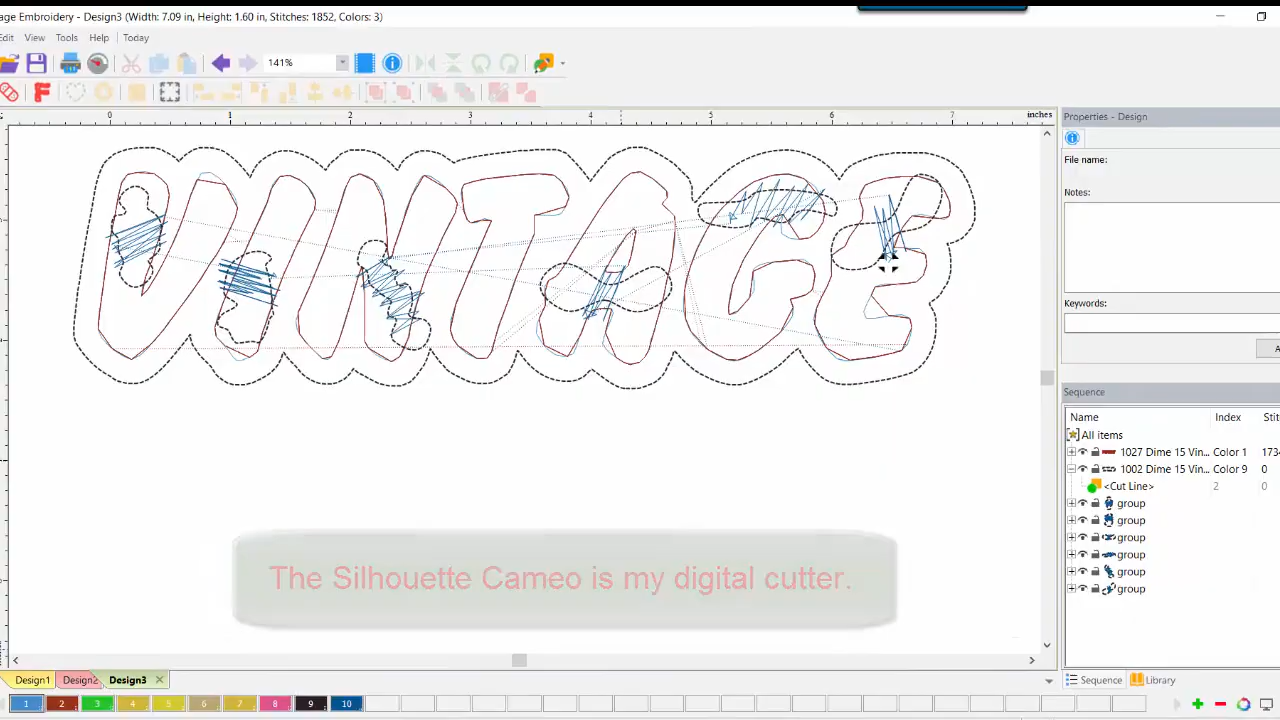 age Embroidery - Design3 (Width: 7.09 in, Height: 1.60 in, Stitches: 1852, Colors: 3)
Edit View Tools Help Today
141%
0 1 2 3 4 5 6 7 inches
VINTAGE
The Silhouette Cameo is my digital cutter.
Properties - Design
File name:
Notes:
Keywords:
A
Sequence
Name Index Stit
All items
1027 Dime 15 Vin... Color 1 173
1002 Dime 15 Vin... Color 9 0
<Cut Line> 2 0
group
group
group
group
group
group
Sequence Library
Design1 Design2 Design3
1 2 3 4 5 6 7 8 9 10